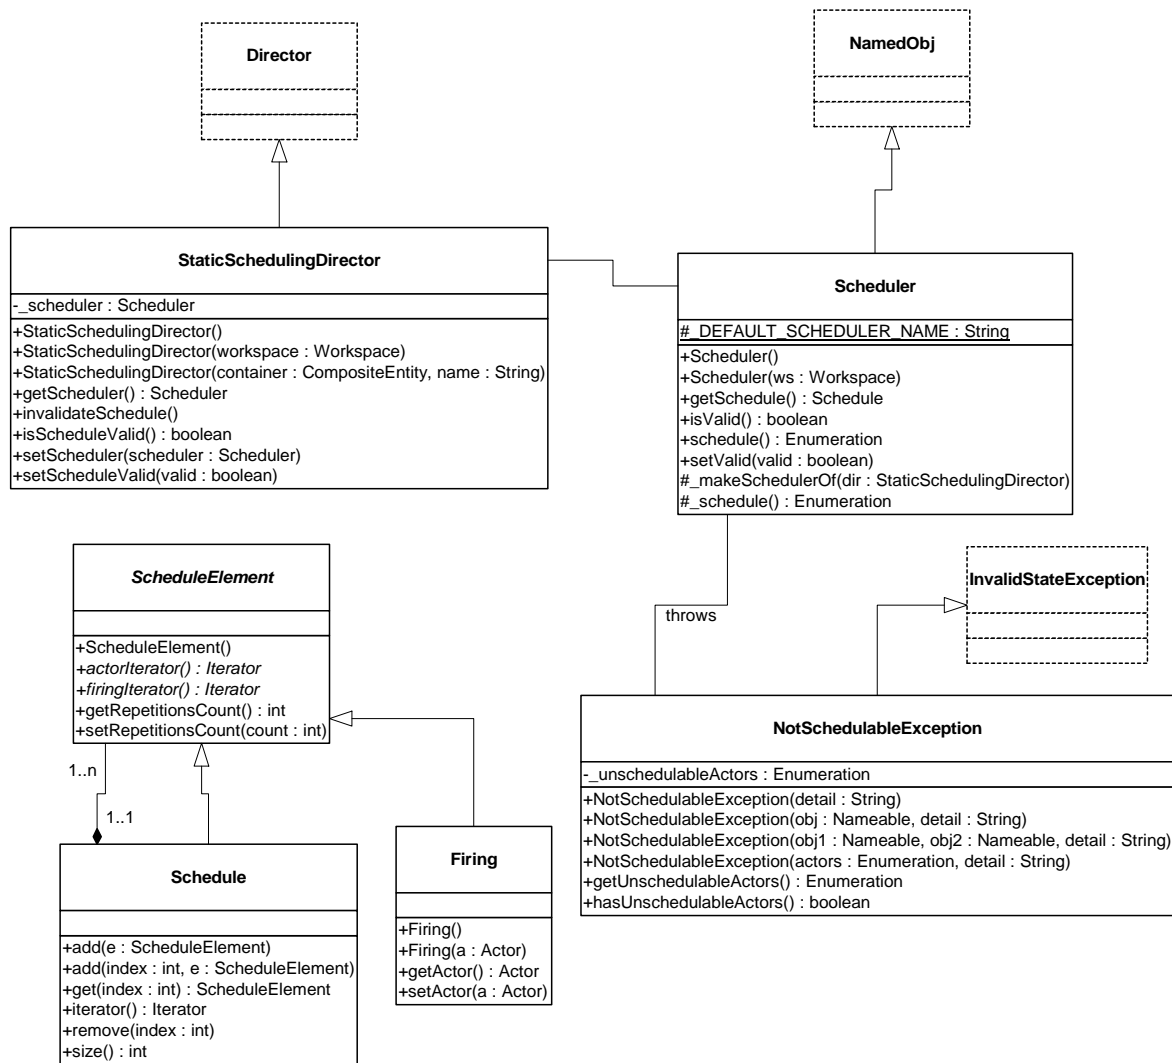 Director
NamedObj
StaticSchedulingDirector
-_scheduler : Scheduler
+StaticSchedulingDirector()
+StaticSchedulingDirector(workspace : Workspace)
+StaticSchedulingDirector(container : CompositeEntity, name : String)
+getScheduler() : Scheduler
+invalidateSchedule()
+isScheduleValid() : boolean
+setScheduler(scheduler : Scheduler)
+setScheduleValid(valid : boolean)
Scheduler
#_DEFAULT_SCHEDULER_NAME : String
+Scheduler()
+Scheduler(ws : Workspace)
+getSchedule() : Schedule
+isValid() : boolean
+schedule() : Enumeration
+setValid(valid : boolean)
#_makeSchedulerOf(dir : StaticSchedulingDirector)
#_schedule() : Enumeration
ScheduleElement
+ScheduleElement()
+actorIterator() : Iterator
+firingIterator() : Iterator
+getRepetitionsCount() : int
+setRepetitionsCount(count : int)
throws
InvalidStateException
NotSchedulableException
-_unschedulableActors : Enumeration
+NotSchedulableException(detail : String)
+NotSchedulableException(obj : Nameable, detail : String)
+NotSchedulableException(obj1 : Nameable, obj2 : Nameable, detail : String)
+NotSchedulableException(actors : Enumeration, detail : String)
+getUnschedulableActors() : Enumeration
+hasUnschedulableActors() : boolean
1..n
1..1
Schedule
+add(e : ScheduleElement)
+add(index : int, e : ScheduleElement)
+get(index : int) : ScheduleElement
+iterator() : Iterator
+remove(index : int)
+size() : int
Firing
+Firing()
+Firing(a : Actor)
+getActor() : Actor
+setActor(a : Actor)